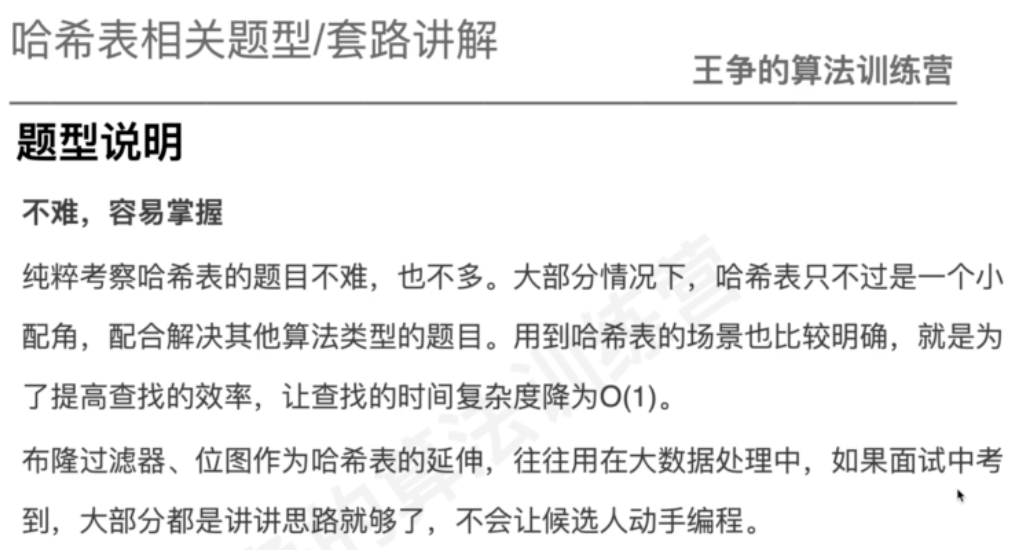 哈希表相关题型/套路讲解
王争的算法训练营
题型说明
不难，容易掌握
纯粹考察哈希表的题目不难，也不多。大部分情况下，哈希表只不过是一个小
配角，配合解决其他算法类型的题目。用到哈希表的场景也比较明确，就是为
了提高查找的效率，让查找的时间复杂度降为O(1)。
布隆过滤器、位图作为哈希表的延伸，往往用在大数据处理中，如果面试中考
到，大部分都是讲讲思路就够了，不会让候选人动手编程。
的算法训练营